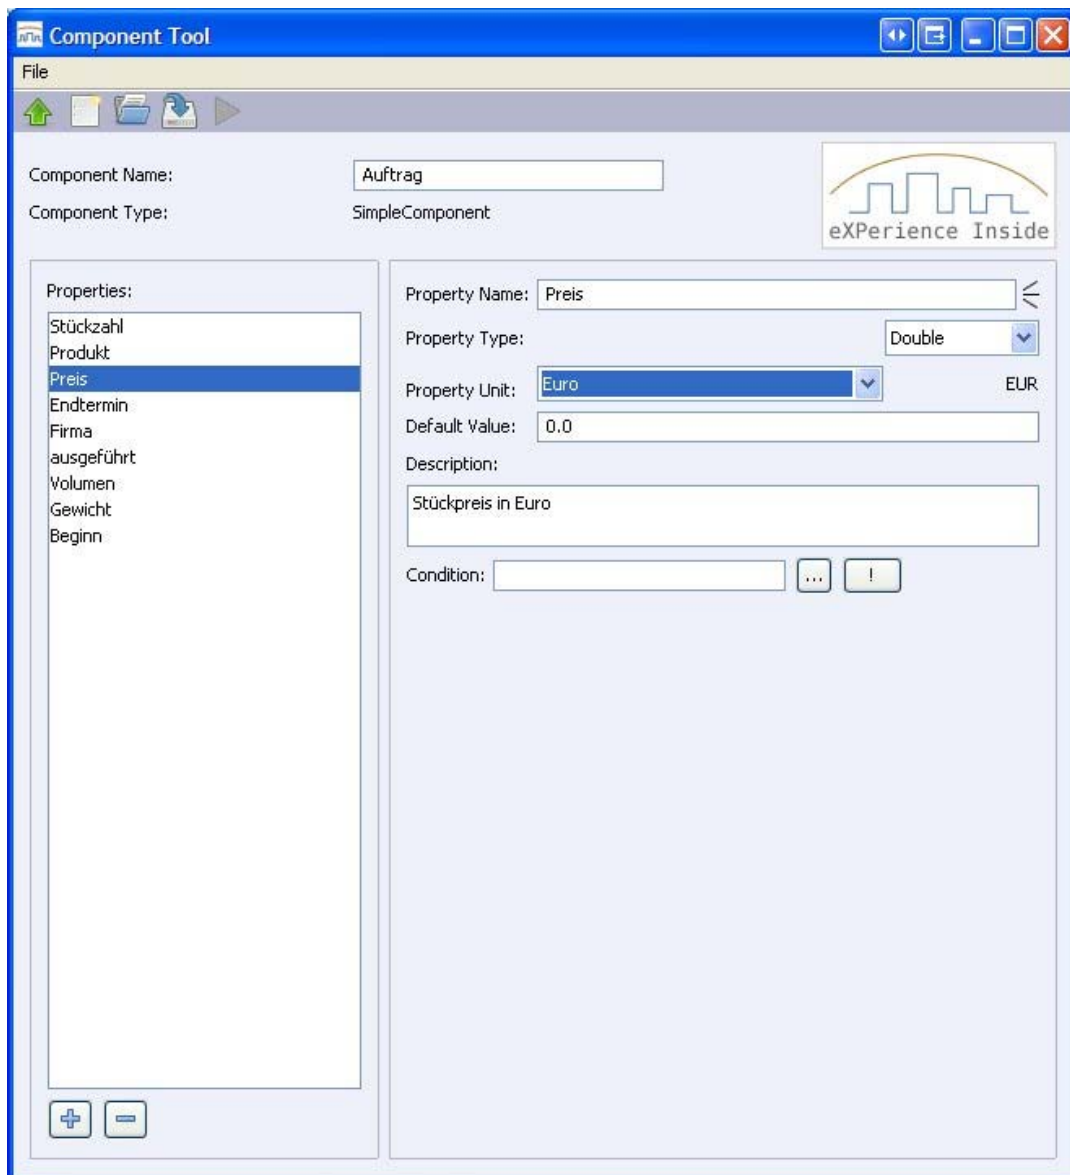 Component Tool
File
Component Name: Auftrag
Component Type: SimpleComponent
eXPerience Inside
Properties:
Stückzahl
Produkt
Preis
Endtermin
Firma
ausgeführt
Volumen
Gewicht
Beginn
Property Name: Preis
Property Type: Double
Property Unit: Euro EUR
Default Value: 0.0
Description:
Stückpreis in Euro
Condition: ... !